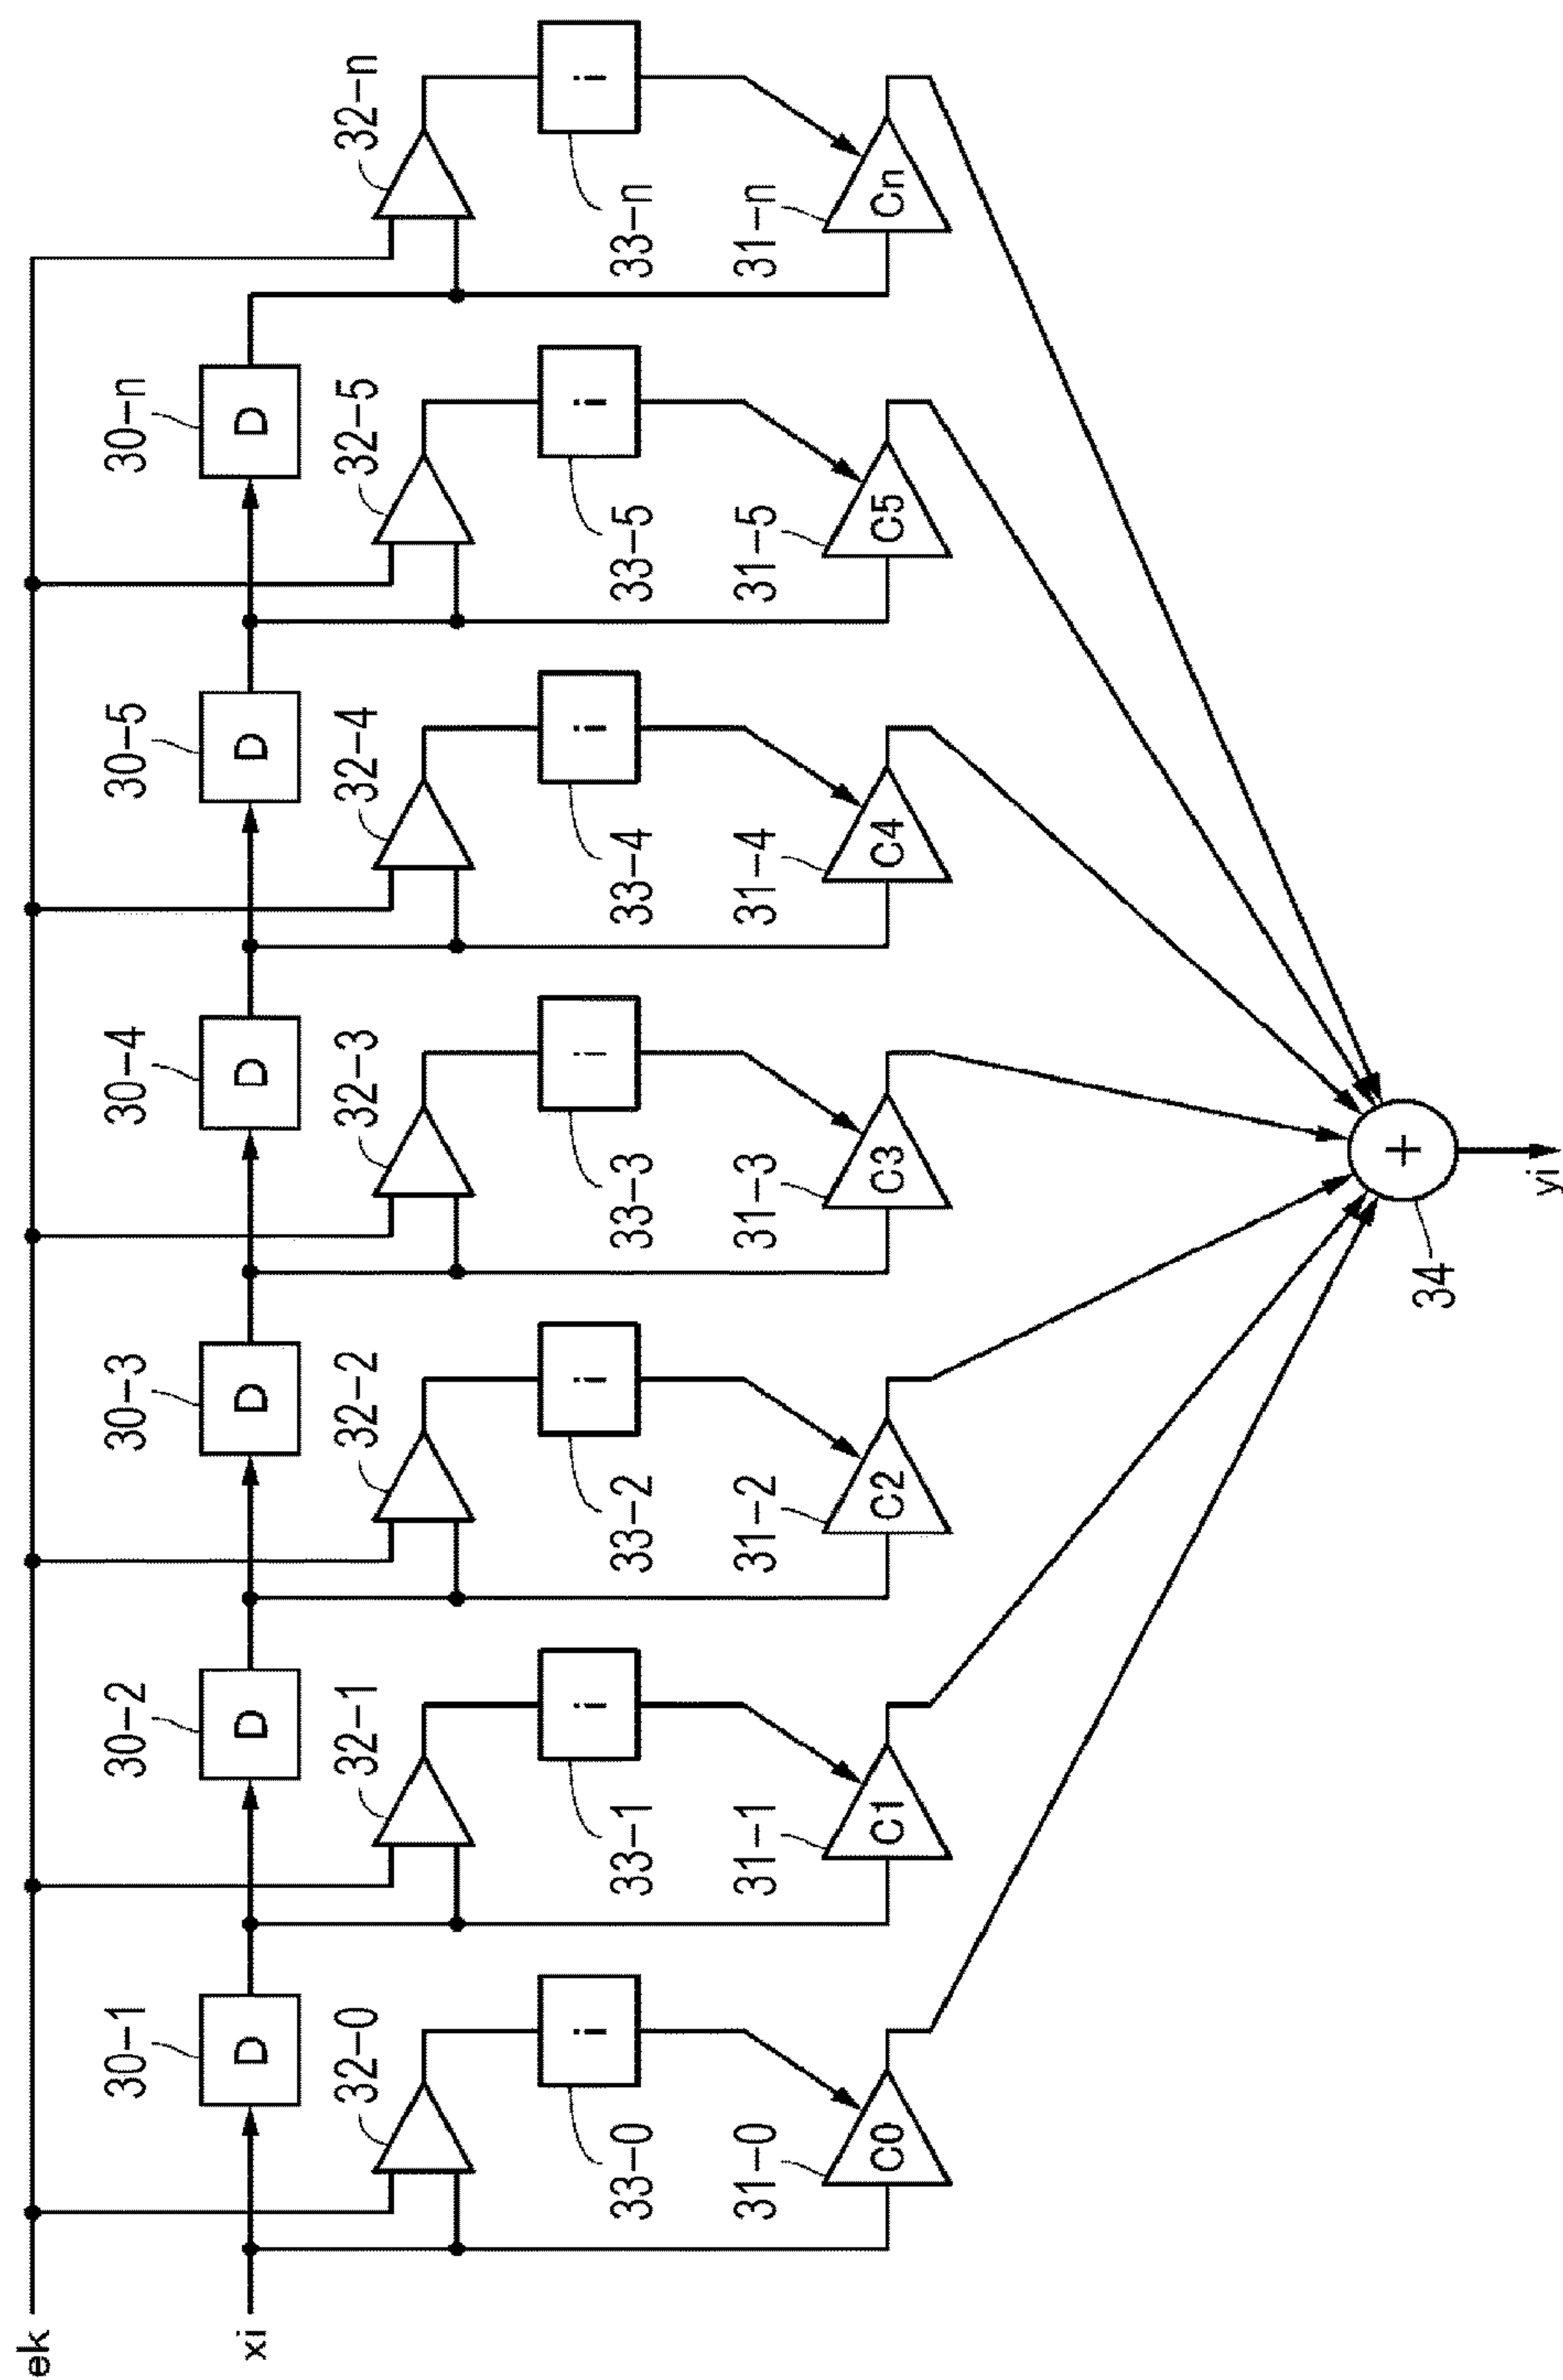 ek
xi
30-1
30-2
30-3
30-4
30-5
30-n
D
D
D
D
D
D
32-0
32-1
32-2
32-3
32-4
32-5
32-n
i
i
i
i
i
i
i
33-0
33-1
33-2
33-3
33-4
33-5
33-n
31-0
31-1
31-2
31-3
31-4
31-5
31-n
C0
C1
C2
C3
C4
C5
Cn
+
34
yi